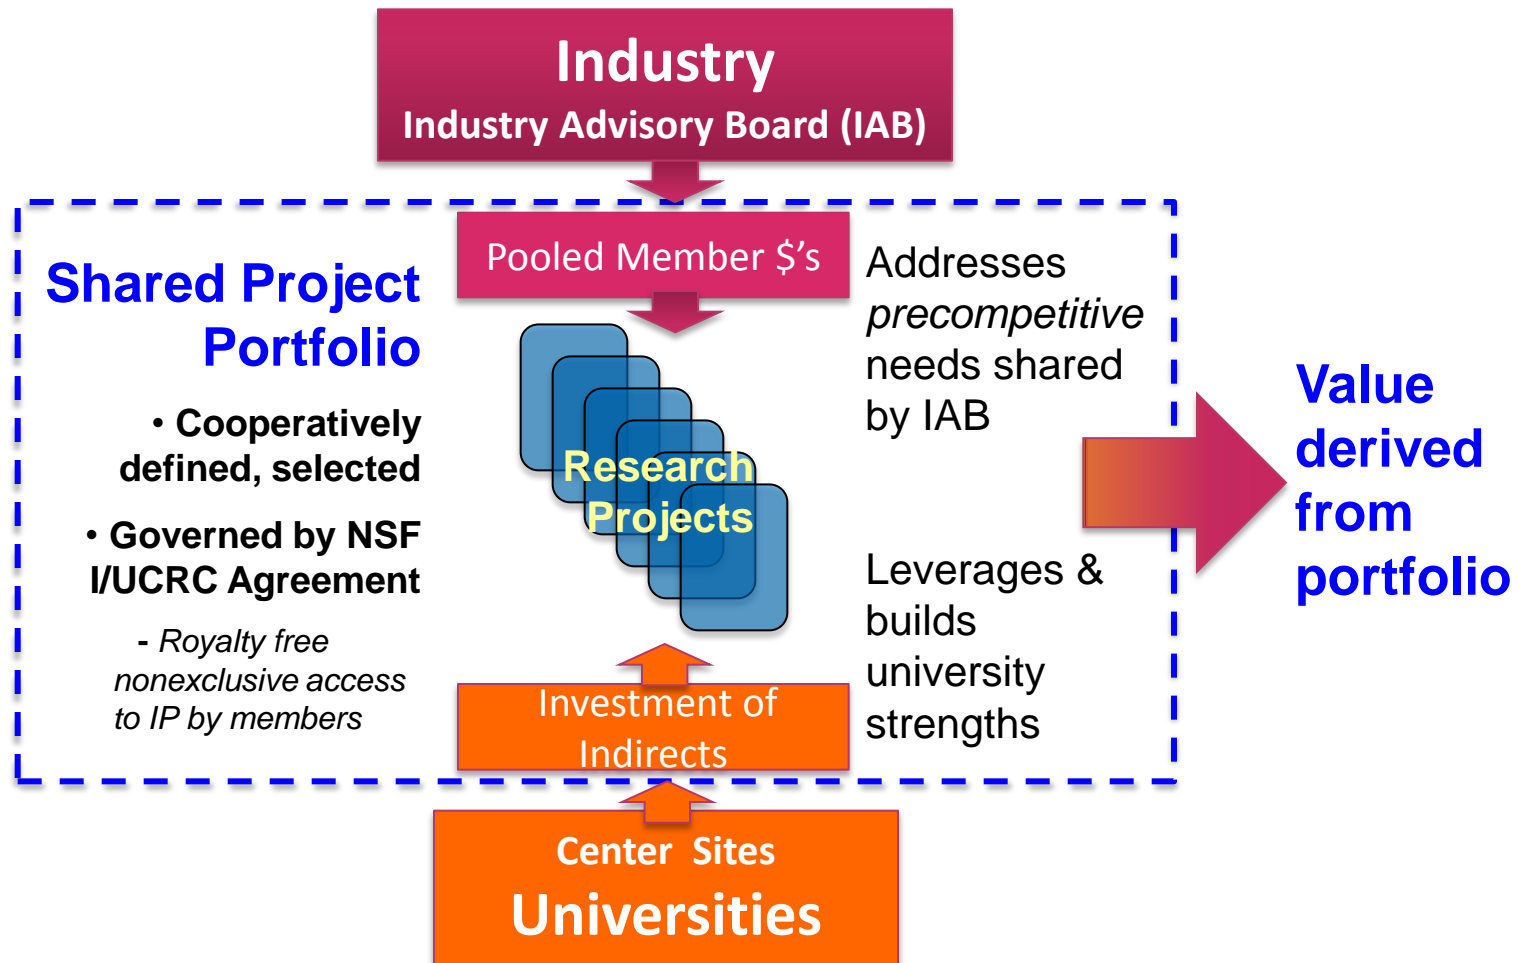 Industry
Industry Advisory Board (IAB)
Pooled Member $'s
Shared Project
Portfolio
• Cooperatively
defined, selected
• Governed by NSF
I/UCRC Agreement
- Royalty free
nonexclusive access
to IP by members
Research
Projects
Addresses
precompetitive
needs shared
by IAB
Leverages &
builds
university
strengths
Investment of
Indirects
Center Sites
Universities
Value
derived
from
portfolio